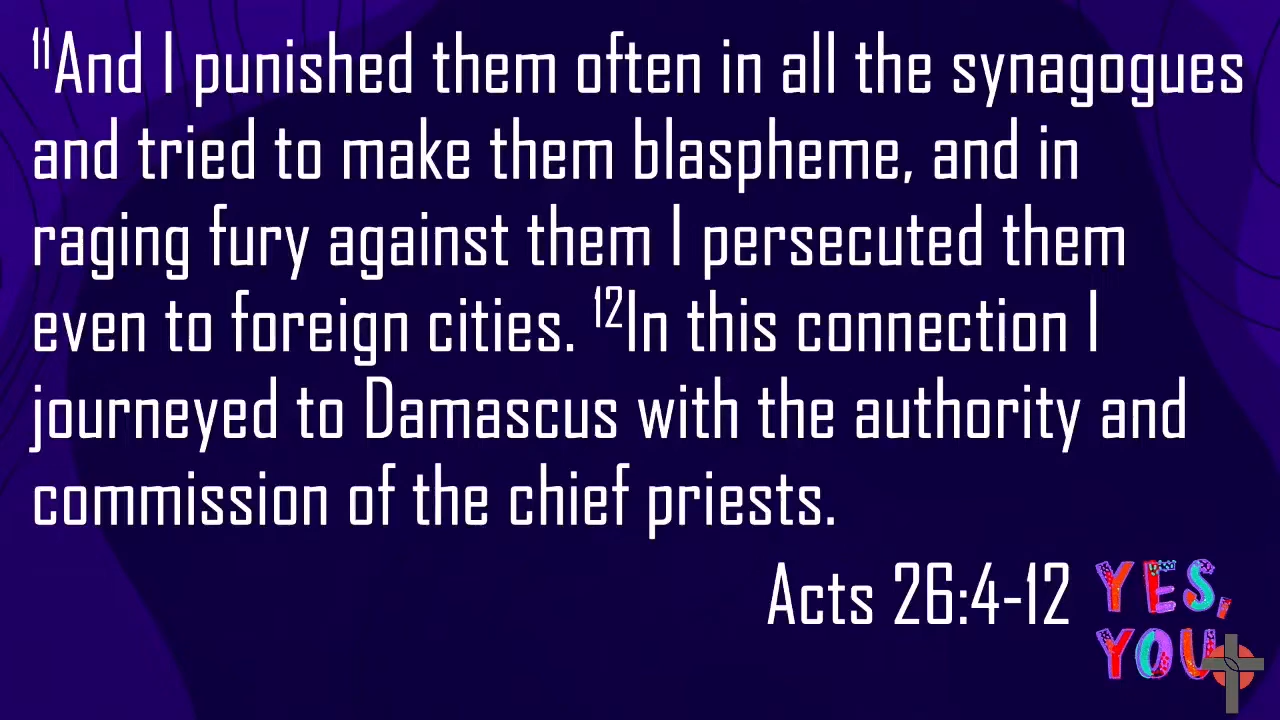 11And I punished them often in all the synagogues
and tried to make them blaspheme, and in
raging fury against them I persecuted them
even to foreign cities. 12In this connection I
journeyed to Damascus with the authority and
commission of the chief priests.
Acts 26:4-12
YES,
YOU